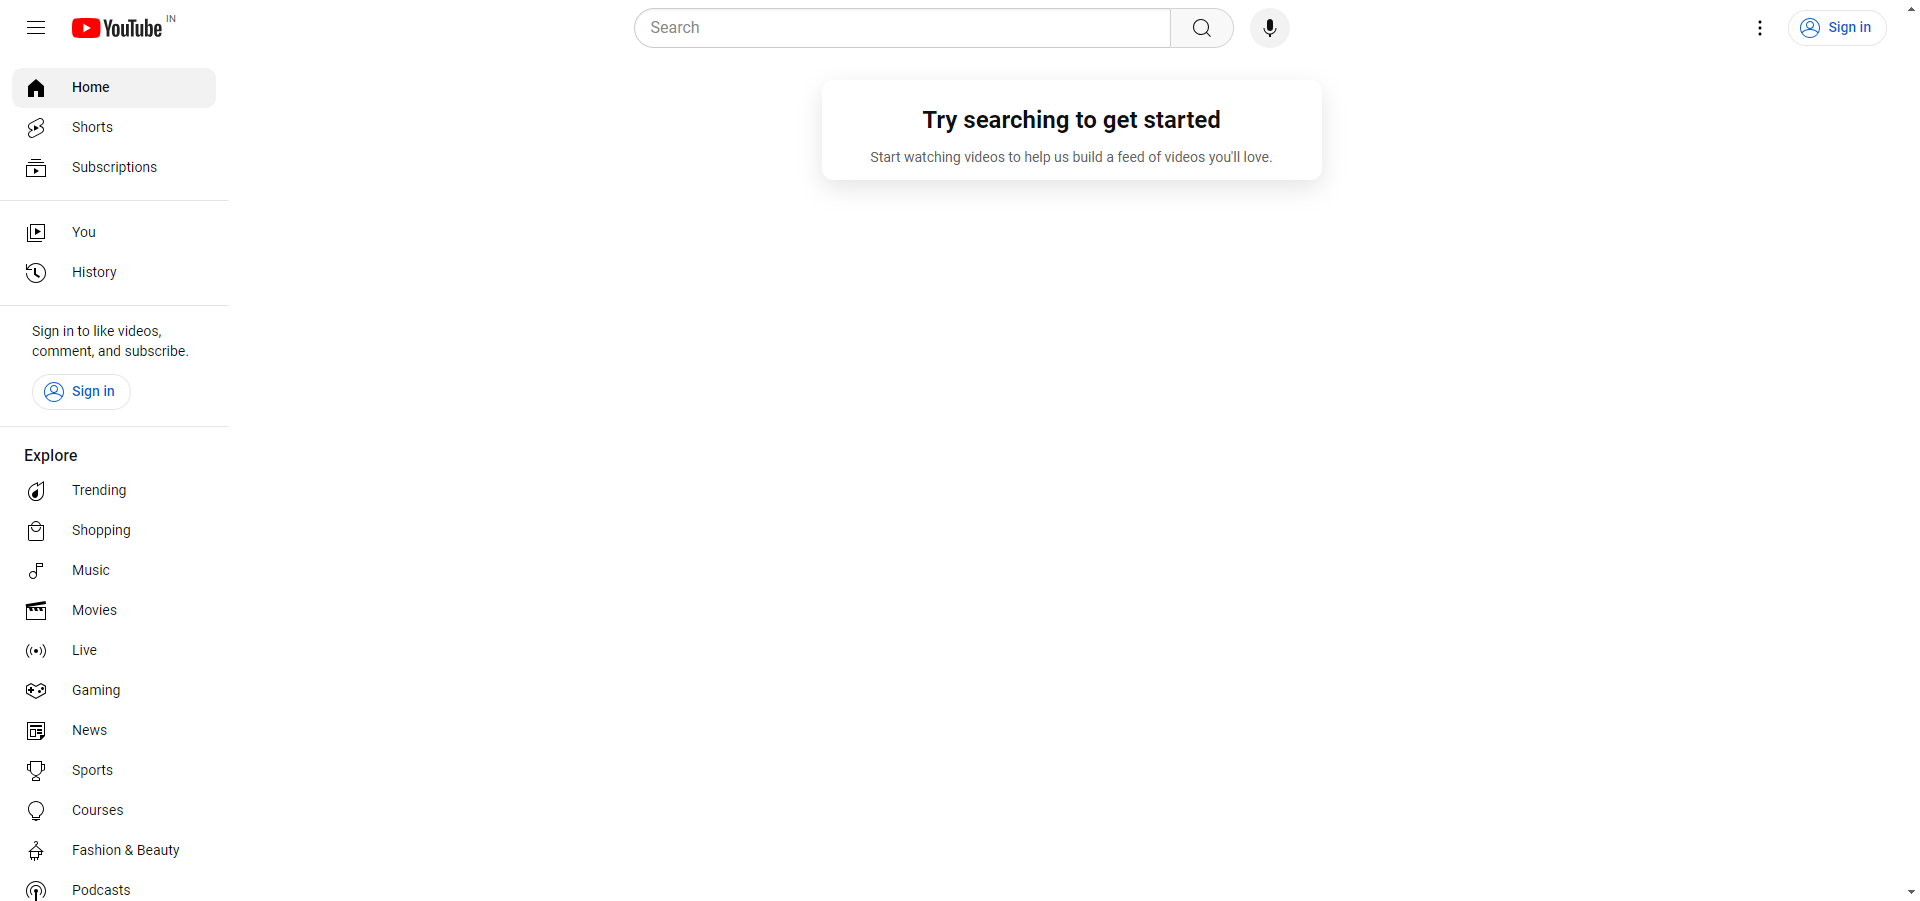 YouTube IN
Search
Sign in
Home
Shorts
Subscriptions
You
History
Sign in to like videos,
comment, and subscribe.
Sign in
Explore
Trending
Shopping
Music
Movies
Live
Gaming
News
Sports
Courses
Fashion & Beauty
Podcasts
Try searching to get started
Start watching videos to help us build a feed of videos you'll love.